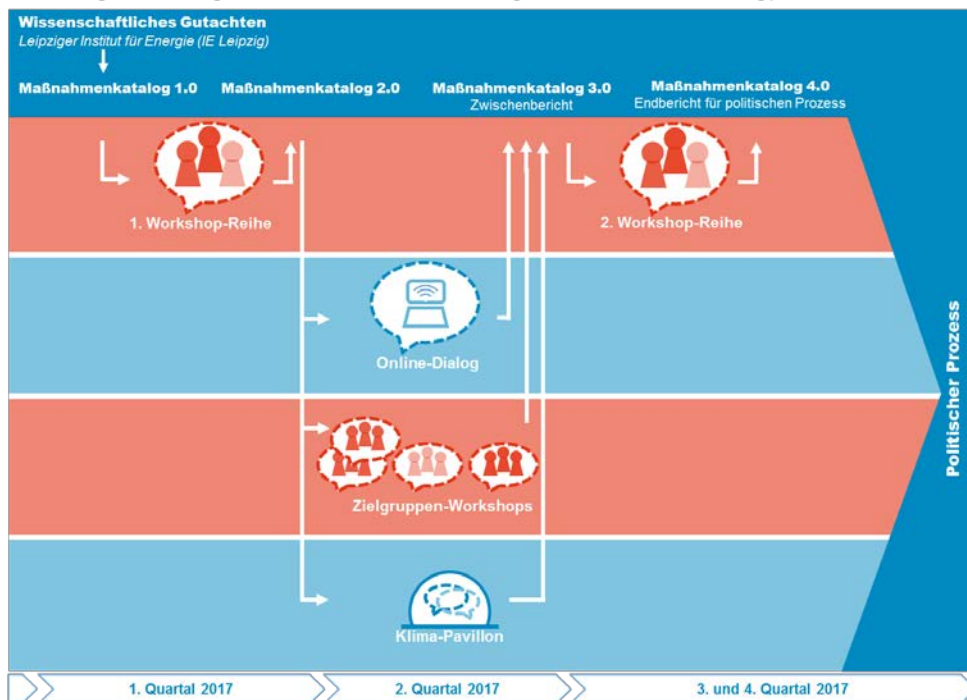 Wissenschaftliches Gutachten
Leipziger Institut für Energie (IE Leipzig)
Maßnahmenkatalog 1.0
Maßnahmenkatalog 2.0
Maßnahmenkatalog 3.0
Zwischenbericht
Maßnahmenkatalog 4.0
Endbericht für politischen Prozess
1. Workshop-Reihe
2. Workshop-Reihe
Online-Dialog
Zielgruppen-Workshops
Klima-Pavillon
Politischer Prozess
1. Quartal 2017
2. Quartal 2017
3. und 4. Quartal 2017